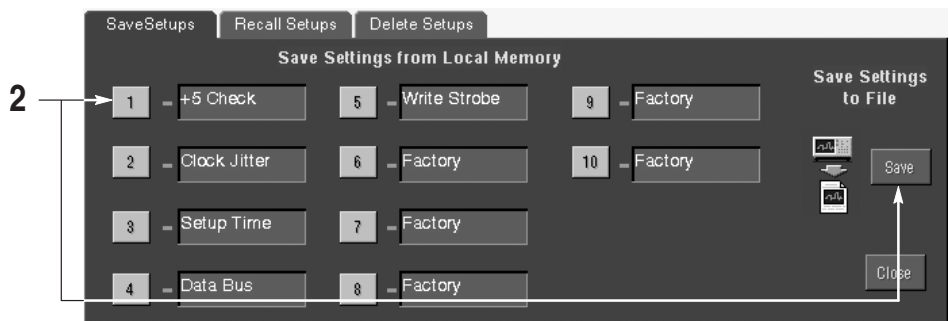 SaveSetups Recall Setups Delete Setups
Save Settings from Local Memory
Save Settings
to File
2
1 - +5 Check 5 - Write Strobe 9 - Factory
2 - Clock Jitter 6 - Factory 10 - Factory
Save
3 - Setup Time 7 - Factory
4 - Data Bus 8 - Factory
Close